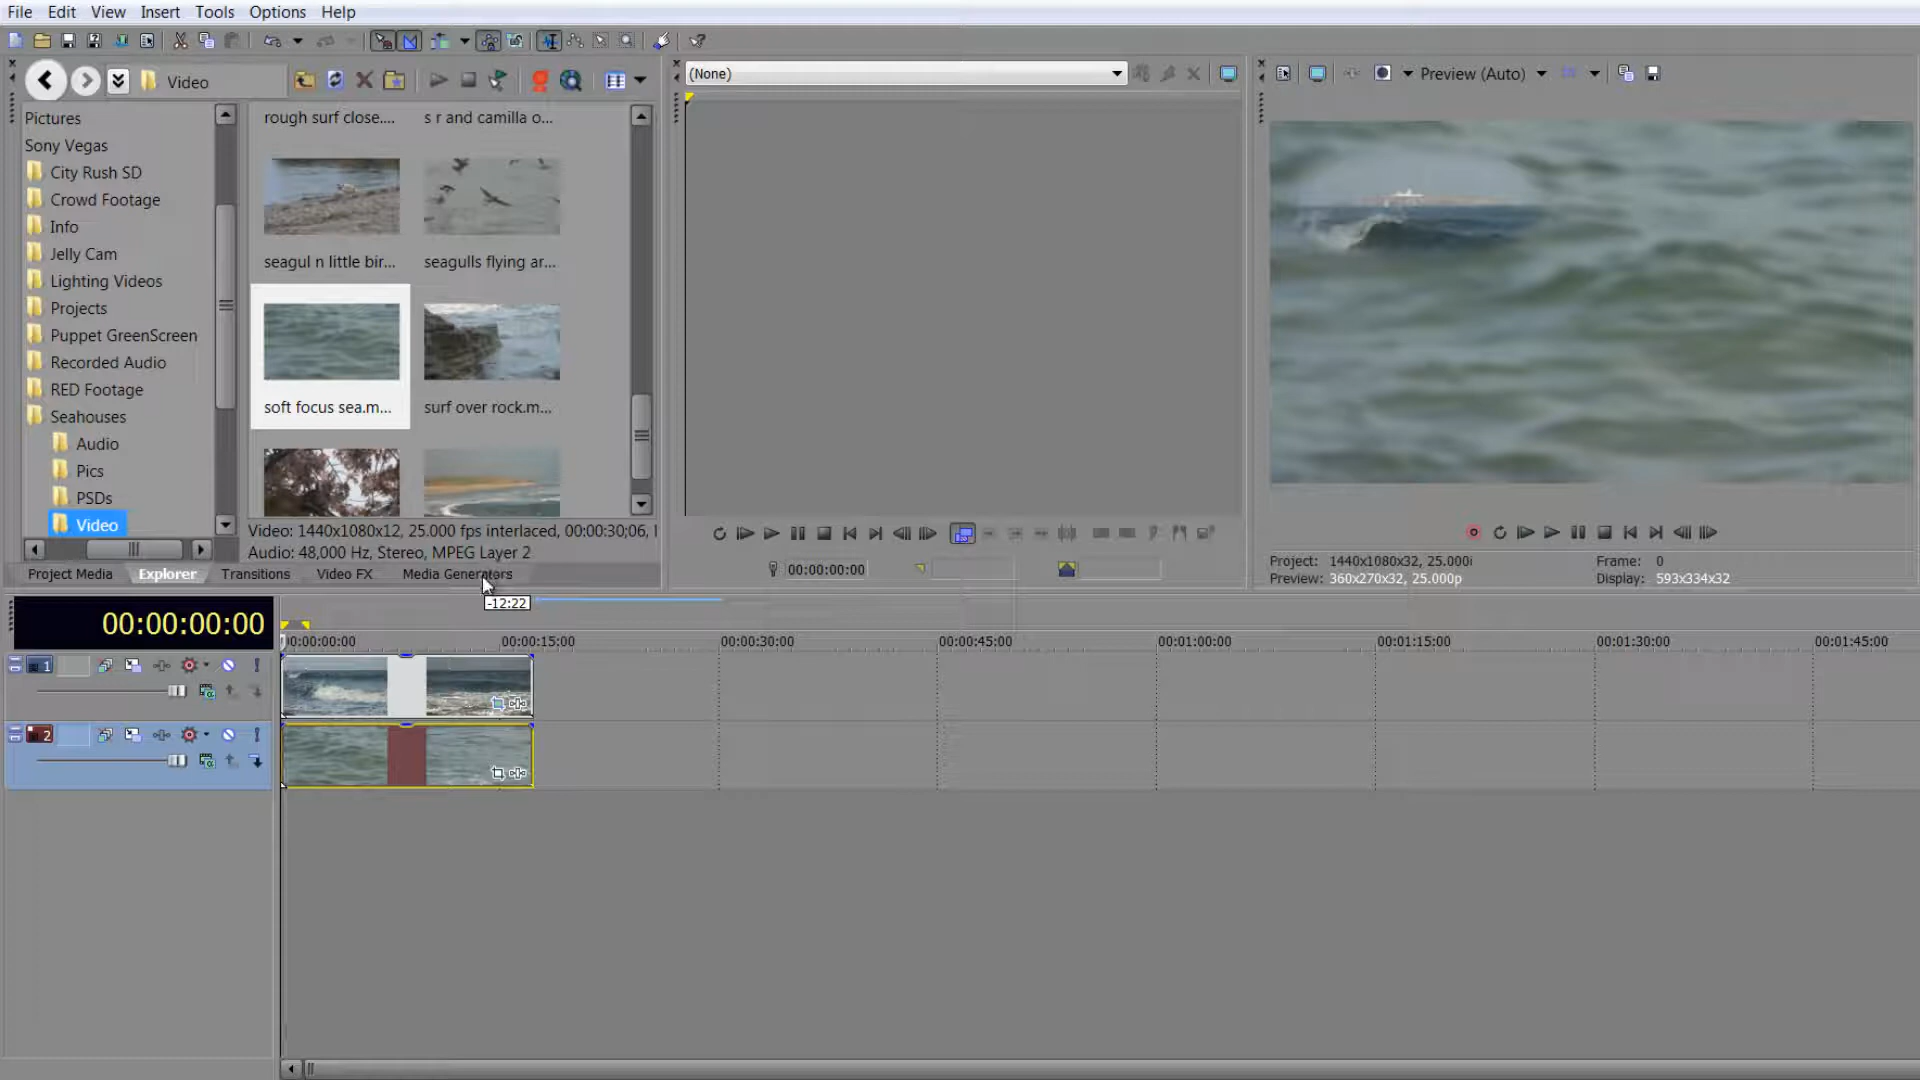 File Edit View Insert Tools Options Help
Video
(None)
Preview (Auto)
Pictures
Sony Vegas
City Rush SD
Crowd Footage
Info
Jelly Cam
Lighting Videos
Projects
Puppet GreenScreen
Recorded Audio
RED Footage
Seahouses
Audio
Pics
PSDs
Video
rough surf close.... s r and camilla o...
seagul n little bir... seagulls flying ar...
soft focus sea.m... surf over rock.m...
Video: 1440x1080x12, 25.000 fps interlaced, 00:00:30;06,
Audio: 48,000 Hz, Stereo, MPEG Layer 2
Project Media Explorer Transitions Video FX Media Generators
-12:22
00:00:00:00
Project: 1440x1080x32, 25.000i Frame: 0
Preview: 360x270x32, 25.000p Display: 593x334x32
00:00:00:00
00:00:00:00 00:00:15:00 00:00:30:00 00:00:45:00 00:01:00:00 00:01:15:00 00:01:30:00 00:01:45:00
1
2